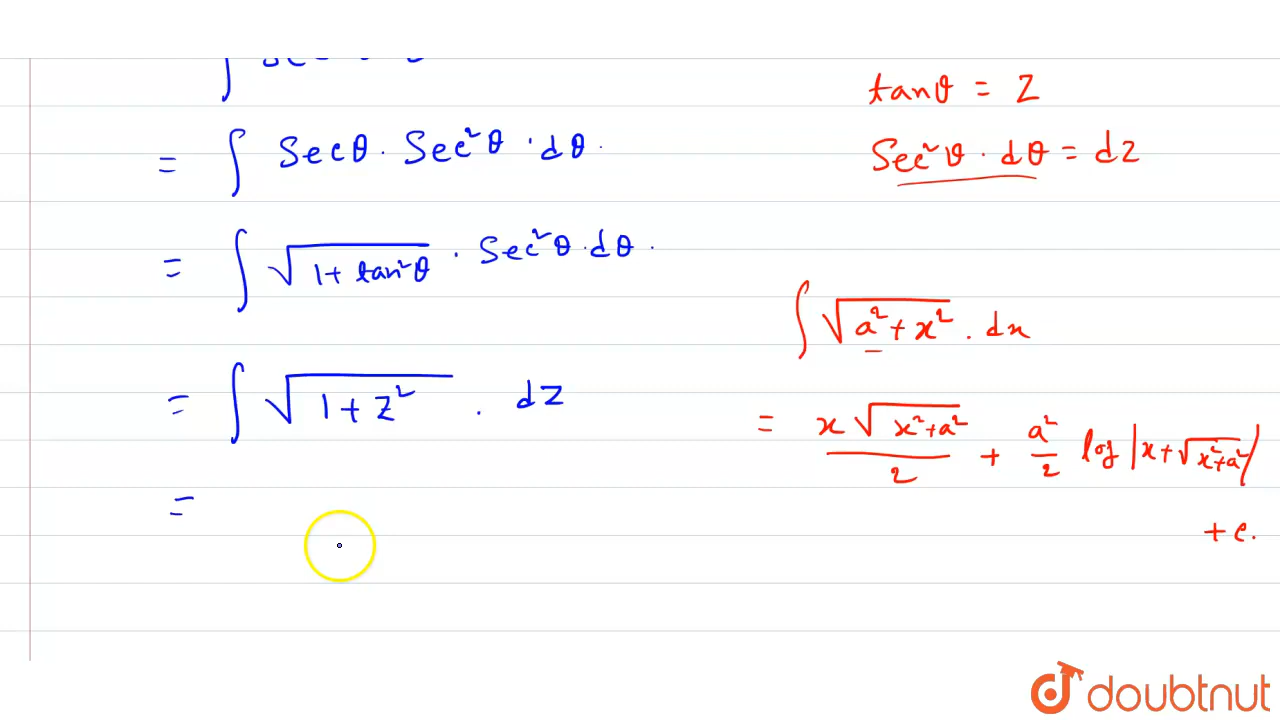 = ∫ Secθ . Sec²θ . dθ .
= ∫ √(1 + tan²θ) . Sec²θ . dθ .
= ∫ √(1 + z²) . dz
=
tanθ = z
Sec²θ . dθ = dz
∫ √(a² + x²) . dx
= x√(x²+a²)/2 + a²/2 log |x + √(x²+a²)|
+ c.
doubtnut